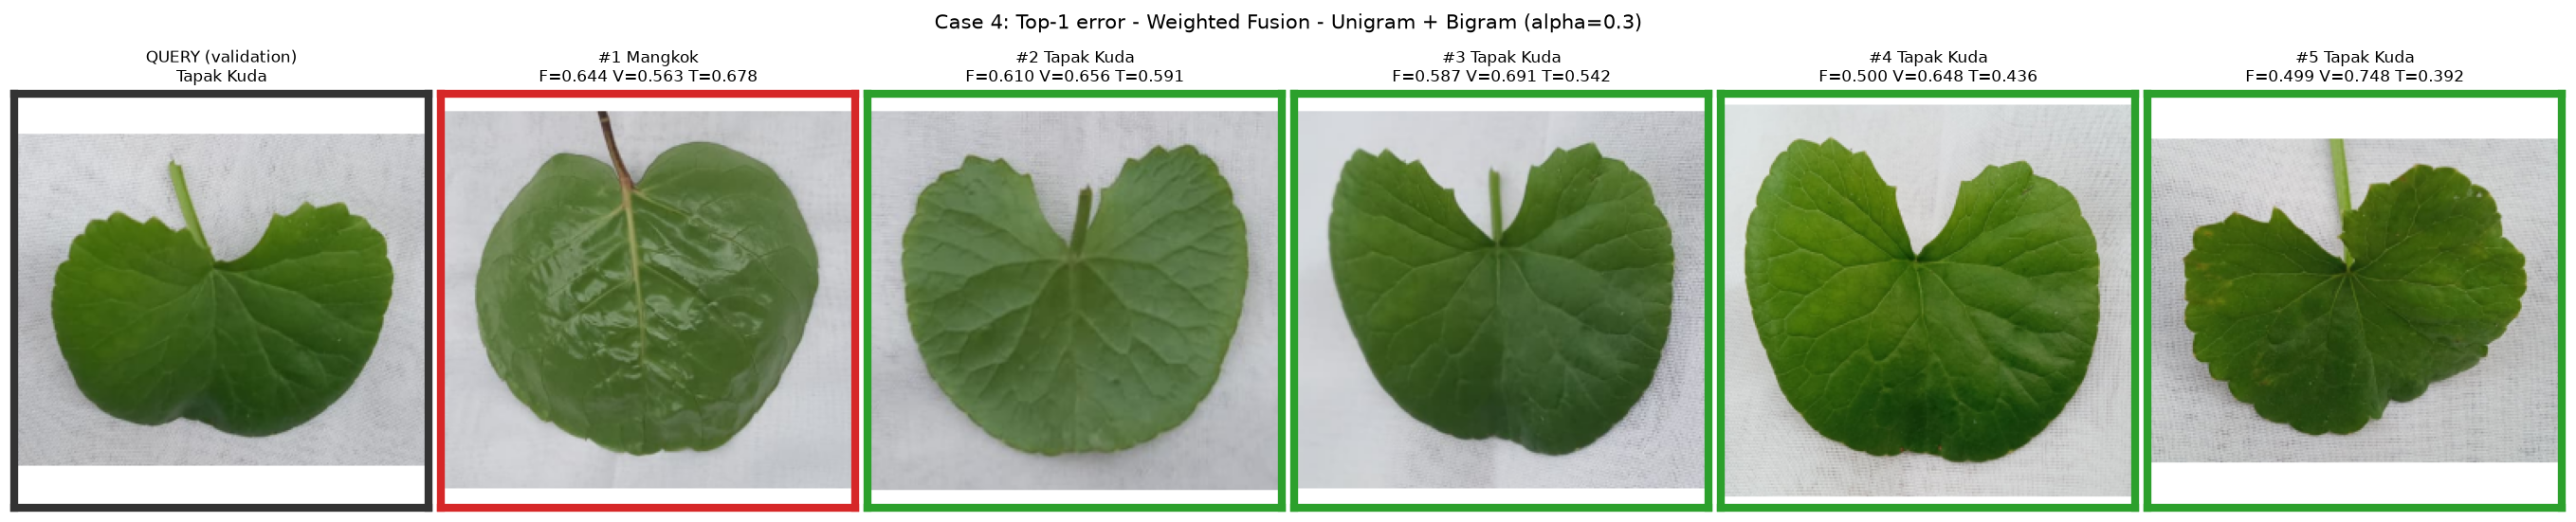 Case 4: Top-1 error - Weighted Fusion - Unigram + Bigram (alpha=0.3)
QUERY (validation)
Tapak Kuda
#1 Mangkok
F=0.644 V=0.563 T=0.678
#2 Tapak Kuda
F=0.610 V=0.656 T=0.591
#3 Tapak Kuda
F=0.587 V=0.691 T=0.542
#4 Tapak Kuda
F=0.500 V=0.648 T=0.436
#5 Tapak Kuda
F=0.499 V=0.748 T=0.392